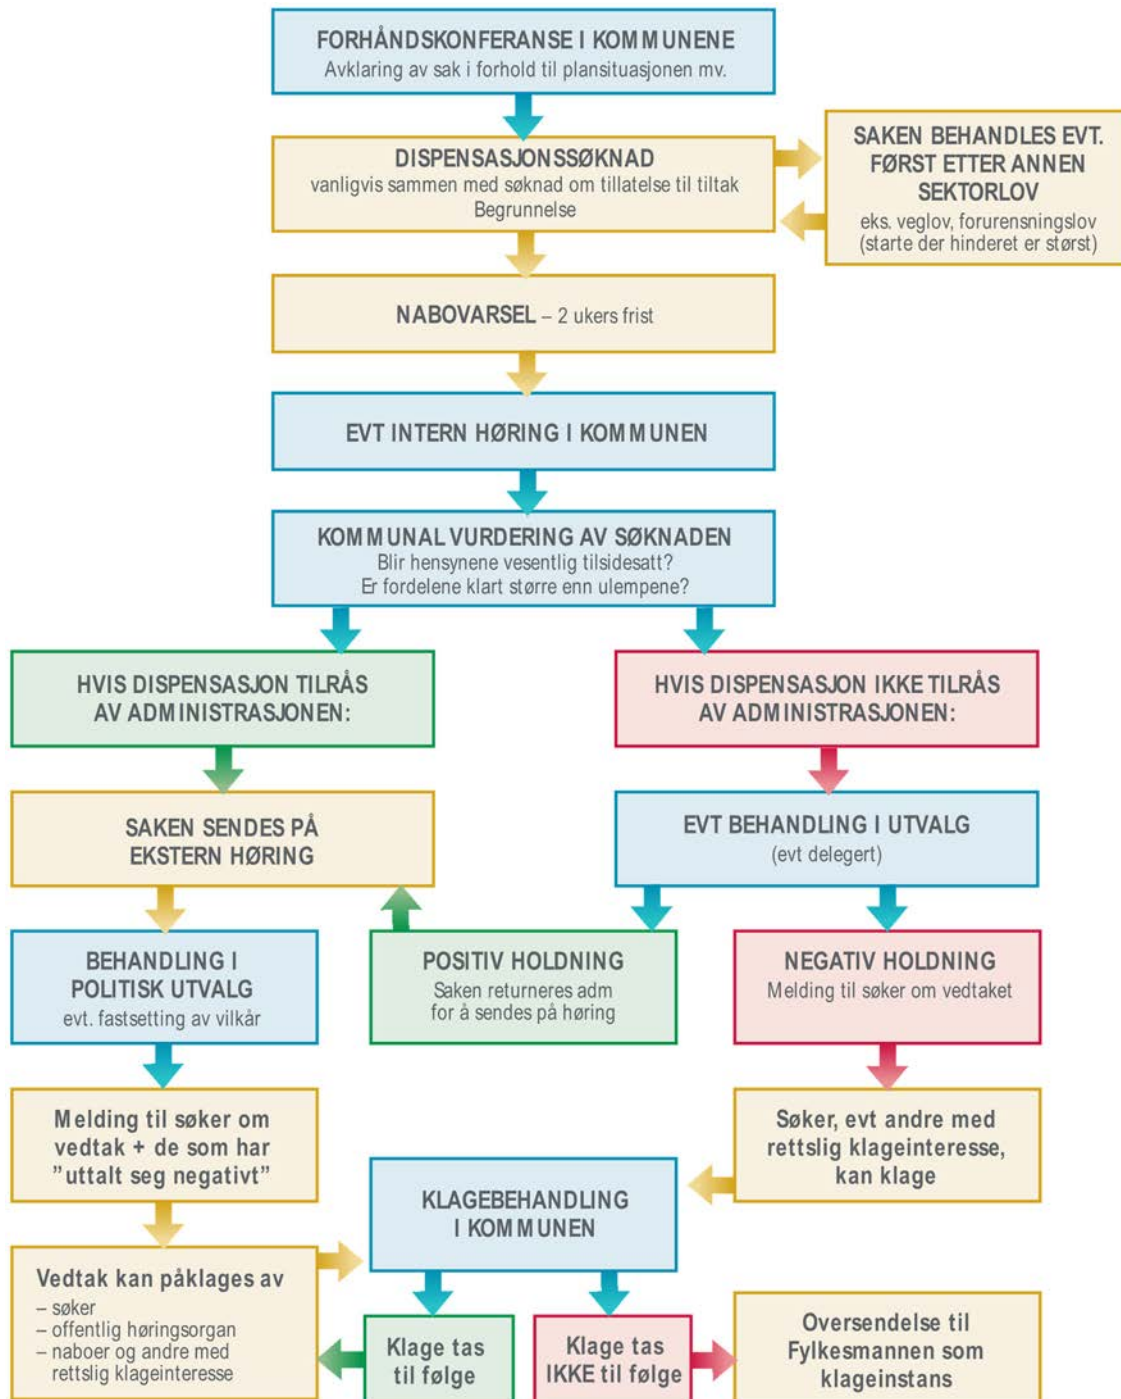 FORHÅNDSKONFERANSE I KOMMUNENE
Avklaring av sak i forhold til plansituasjonen mv.
DISPENSASJONSSØKNAD
vanligvis sammen med søknad om tillatelse til tiltak
Begrunnelse
SAKEN BEHANDLES EVT.
FØRST ETTER ANNEN
SEKTORLOV
eks. veglov, forurensningslov
(starte der hinderet er størst)
NABOVARSEL – 2 ukers frist
EVT INTERN HØRING I KOMMUNEN
KOMMUNAL VURDERING AV SØKNADEN
Blir hensynene vesentlig tilsidesatt?
Er fordelene klart større enn ulempene?
HVIS DISPENSASJON TILRÅS
AV ADMINISTRASJONEN:
HVIS DISPENSASJON IKKE TILRÅS
AV ADMINISTRASJONEN:
SAKEN SENDES PÅ
EKSTERN HØRING
EVT BEHANDLING I UTVALG
(evt delegert)
BEHANDLING I
POLITISK UTVALG
evt. fastsetting av vilkår
POSITIV HOLDNING
Saken returneres adm
for å sendes på høring
NEGATIV HOLDNING
Melding til søker om vedtaket
Melding til søker om
vedtak + de som har
”uttalt seg negativt”
Søker, evt andre med
rettslig klageinteresse,
kan klage
KLAGEBEHANDLING
I KOMMUNEN
Vedtak kan påklages av
– søker
– offentlig høringsorgan
– naboer og andre med
rettslig klageinteresse
Klage tas
til følge
Klage tas
IKKE til følge
Oversendelse til
Fylkesmannen som
klageinstans